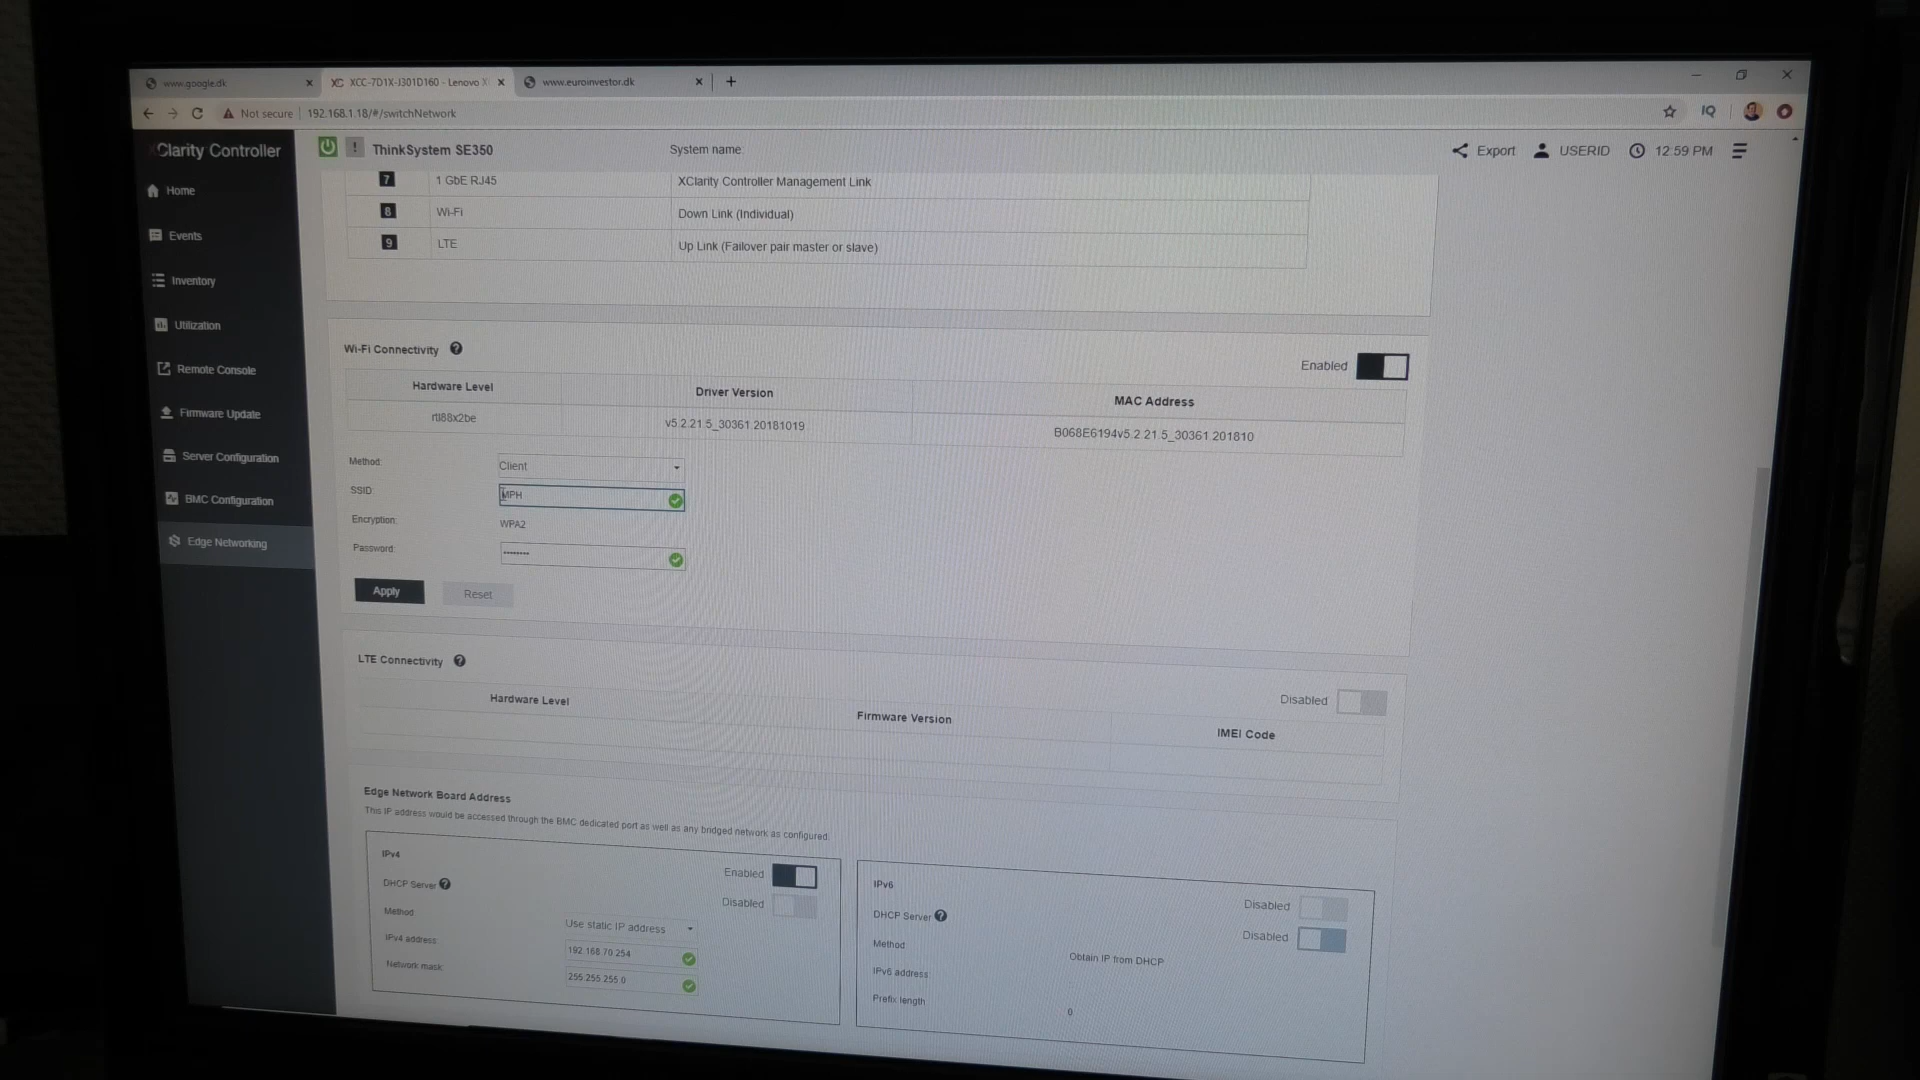 www.google.dk
XCC-7D1X-J301D160 - Lenovo X
www.euroinvestor.dk
Not secure
192.168.1.18/#/switchNetwork
IQ
XClarity Controller
ThinkSystem SE350
System name:
Export
USERID
12:59 PM
Home
Events
Inventory
Utilization
Remote Console
Firmware Update
Server Configuration
BMC Configuration
Edge Networking
7 1 GbE RJ45 XClarity Controller Management Link
8 Wi-Fi Down Link (Individual)
9 LTE Up Link (Failover pair master or slave)
Wi-Fi Connectivity
Enabled
Hardware Level Driver Version MAC Address
rtl88x2be v5.2.21.5_30361.20181019 B068E6194v5.2.21.5_30361.201810
Method: Client
SSID: MPH
Encryption: WPA2
Password:
Apply Reset
LTE Connectivity
Disabled
Hardware Level Firmware Version IMEI Code
Edge Network Board Address
This IP address would be accessed through the BMC dedicated port as well as any bridged network as configured.
IPv4
Enabled
DHCP Server
Disabled
Method Use static IP address
IPv4 address: 192.168.70.254
Network mask: 255.255.255.0
IPv6
Disabled
DHCP Server
Disabled
Method Obtain IP from DHCP
IPv6 address:
Prefix length 0